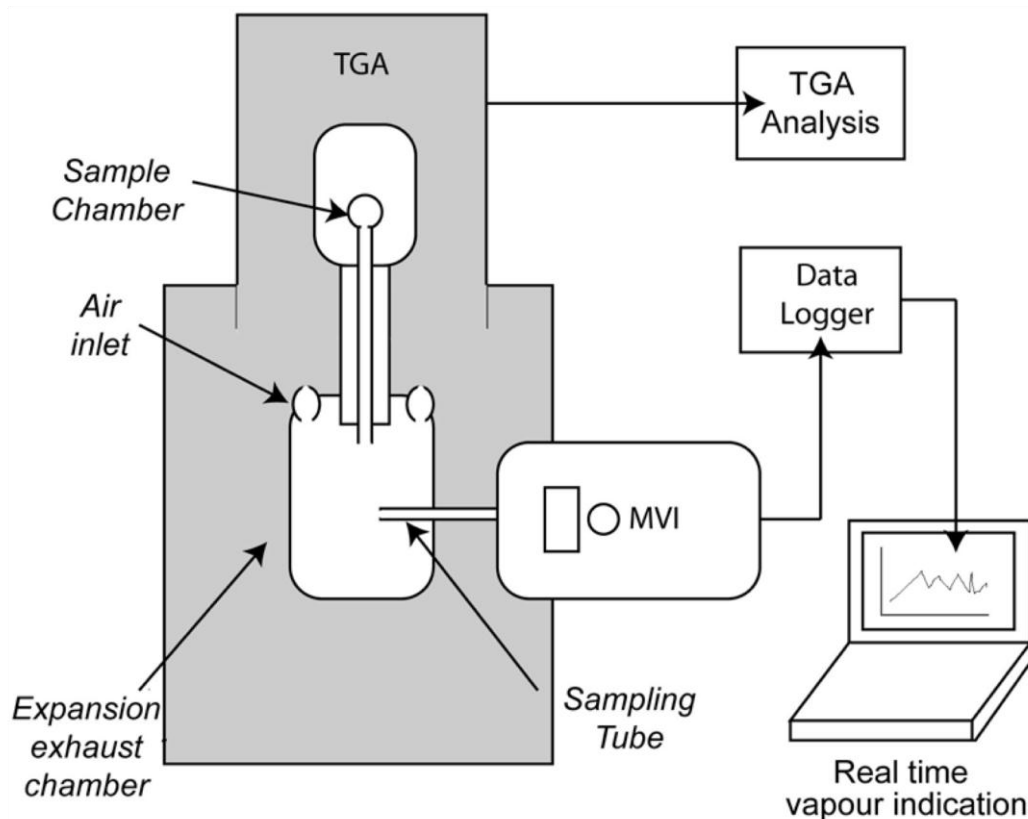 TGA
TGA
Analysis
Sample
Chamber
Data
Logger
Air
inlet
MVI
Expansion
exhaust
chamber
Sampling
Tube
Real time
vapour indication